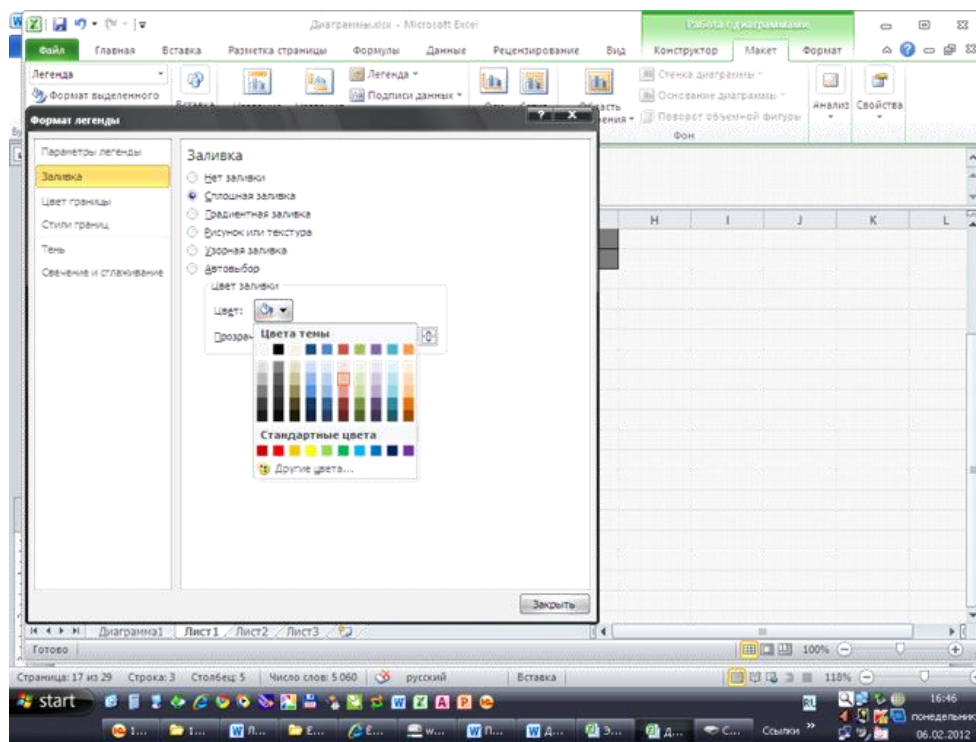 Диаграммы.xlsx - Microsoft Excel
Работа с диаграммами
Файл Главная Вставка Разметка страницы Формулы Данные Рецензирование Вид Конструктор Макет Формат
Легенда
Легенда
Стенка диаграммы
Формат выделенного
Подписи данных
Основание диаграммы
Анализ Свойства
Поворот объемной фигуры
Фон
Формат легенды
Параметры легенды
Заливка
Цвет границы
Стили границ
Тень
Свечение и сглаживание
Заливка
Нет заливки
Сплошная заливка
Градиентная заливка
Рисунок или текстура
Узорная заливка
Автовыбор
Цвет заливки
Цвет:
Прозрач
Цвета темы
Стандартные цвета
Другие цвета...
Закрыть
H I J K L
Диаграмма1 Лист1 Лист2 Лист3
Готово
100%
Страница: 17 из 29 Строка: 3 Столбец: 5 Число слов: 5 060 русский Вставка
118%
start
RL
16:46
1... 1... П... Е... Е... w... П... Д... Э... Д... С... Ссылки »
понедельник
06.02.2012